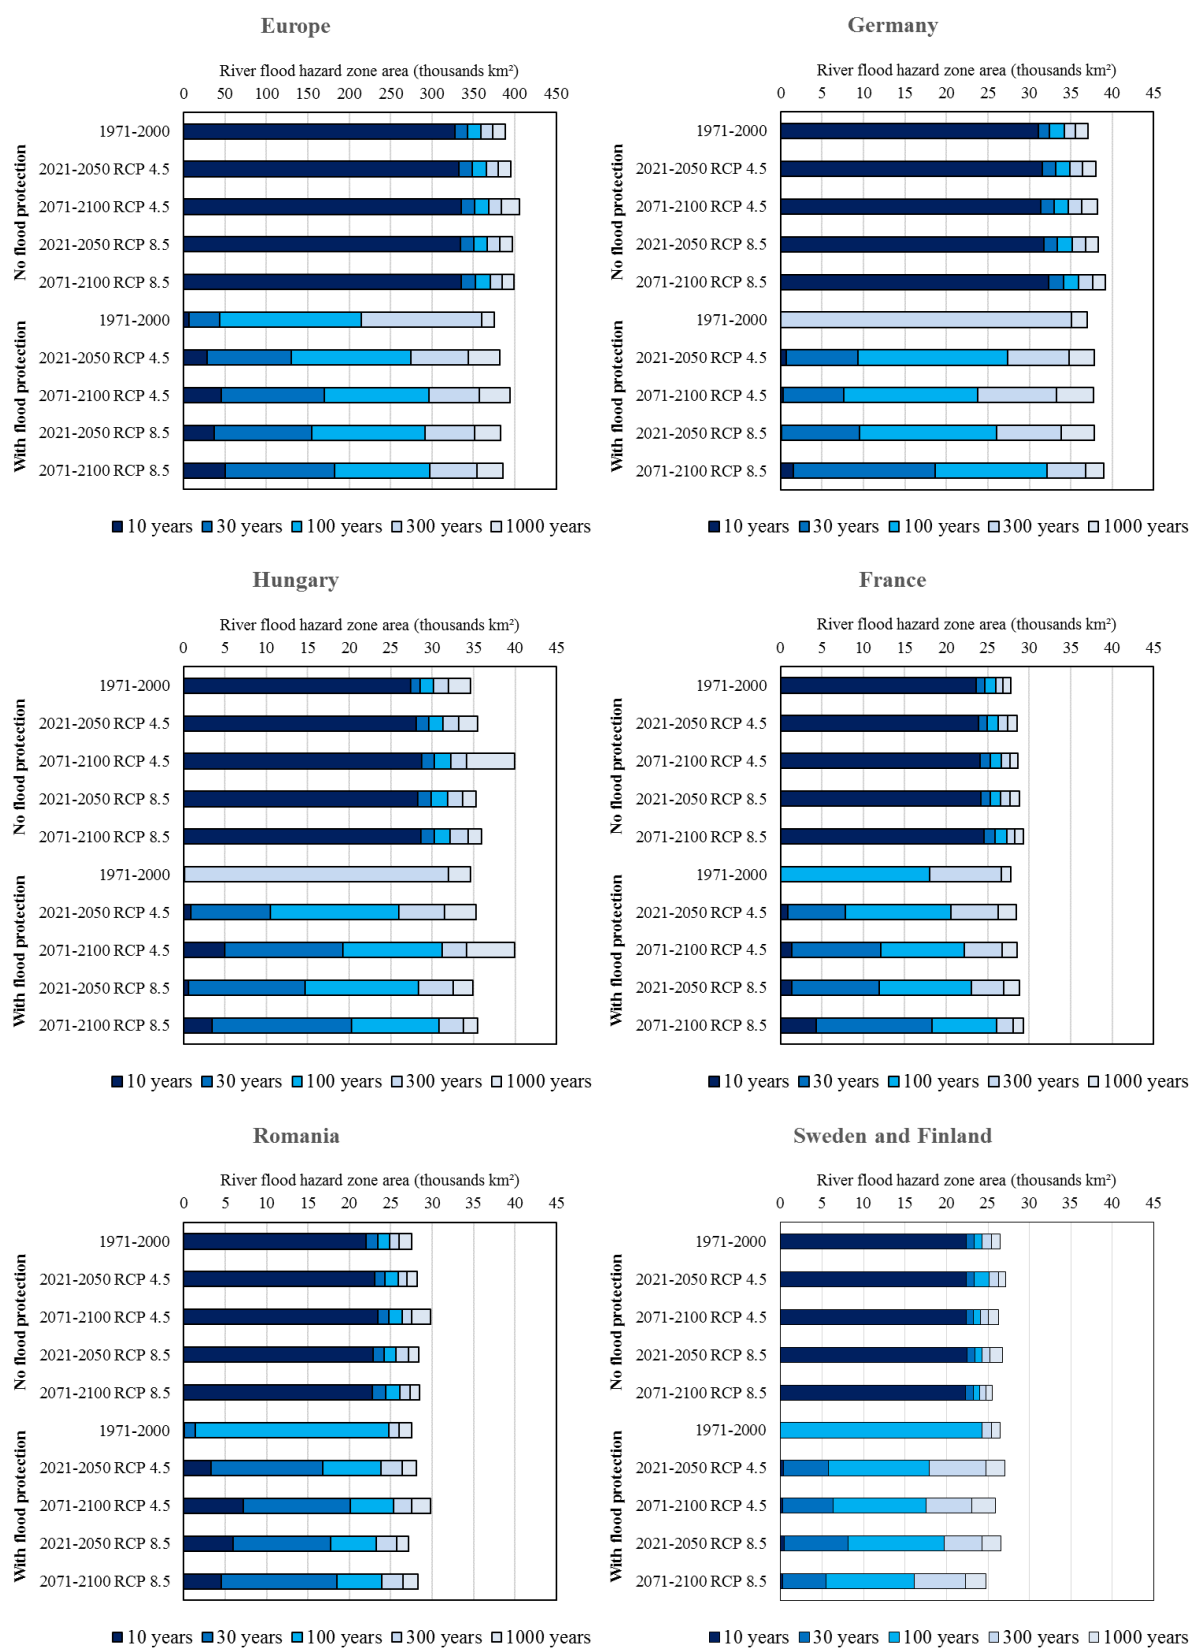 Europe
River flood hazard zone area (thousands km²)
0 50 100 150 200 250 300 350 400 450
No flood protection
1971-2000
2021-2050 RCP 4.5
2071-2100 RCP 4.5
2021-2050 RCP 8.5
2071-2100 RCP 8.5
With flood protection
1971-2000
2021-2050 RCP 4.5
2071-2100 RCP 4.5
2021-2050 RCP 8.5
2071-2100 RCP 8.5
10 years 30 years 100 years 300 years 1000 years
Germany
River flood hazard zone area (thousands km²)
0 5 10 15 20 25 30 35 40 45
No flood protection
1971-2000
2021-2050 RCP 4.5
2071-2100 RCP 4.5
2021-2050 RCP 8.5
2071-2100 RCP 8.5
With flood protection
1971-2000
2021-2050 RCP 4.5
2071-2100 RCP 4.5
2021-2050 RCP 8.5
2071-2100 RCP 8.5
10 years 30 years 100 years 300 years 1000 years
Hungary
River flood hazard zone area (thousands km²)
0 5 10 15 20 25 30 35 40 45
No flood protection
1971-2000
2021-2050 RCP 4.5
2071-2100 RCP 4.5
2021-2050 RCP 8.5
2071-2100 RCP 8.5
With flood protection
1971-2000
2021-2050 RCP 4.5
2071-2100 RCP 4.5
2021-2050 RCP 8.5
2071-2100 RCP 8.5
10 years 30 years 100 years 300 years 1000 years
France
River flood hazard zone area (thousands km²)
0 5 10 15 20 25 30 35 40 45
No flood protection
1971-2000
2021-2050 RCP 4.5
2071-2100 RCP 4.5
2021-2050 RCP 8.5
2071-2100 RCP 8.5
With flood protection
1971-2000
2021-2050 RCP 4.5
2071-2100 RCP 4.5
2021-2050 RCP 8.5
2071-2100 RCP 8.5
10 years 30 years 100 years 300 years 1000 years
Romania
River flood hazard zone area (thousands km²)
0 5 10 15 20 25 30 35 40 45
No flood protection
1971-2000
2021-2050 RCP 4.5
2071-2100 RCP 4.5
2021-2050 RCP 8.5
2071-2100 RCP 8.5
With flood protection
1971-2000
2021-2050 RCP 4.5
2071-2100 RCP 4.5
2021-2050 RCP 8.5
2071-2100 RCP 8.5
10 years 30 years 100 years 300 years 1000 years
Sweden and Finland
River flood hazard zone area (thousands km²)
0 5 10 15 20 25 30 35 40 45
No flood protection
1971-2000
2021-2050 RCP 4.5
2071-2100 RCP 4.5
2021-2050 RCP 8.5
2071-2100 RCP 8.5
With flood protection
1971-2000
2021-2050 RCP 4.5
2071-2100 RCP 4.5
2021-2050 RCP 8.5
2071-2100 RCP 8.5
10 years 30 years 100 years 300 years 1000 years